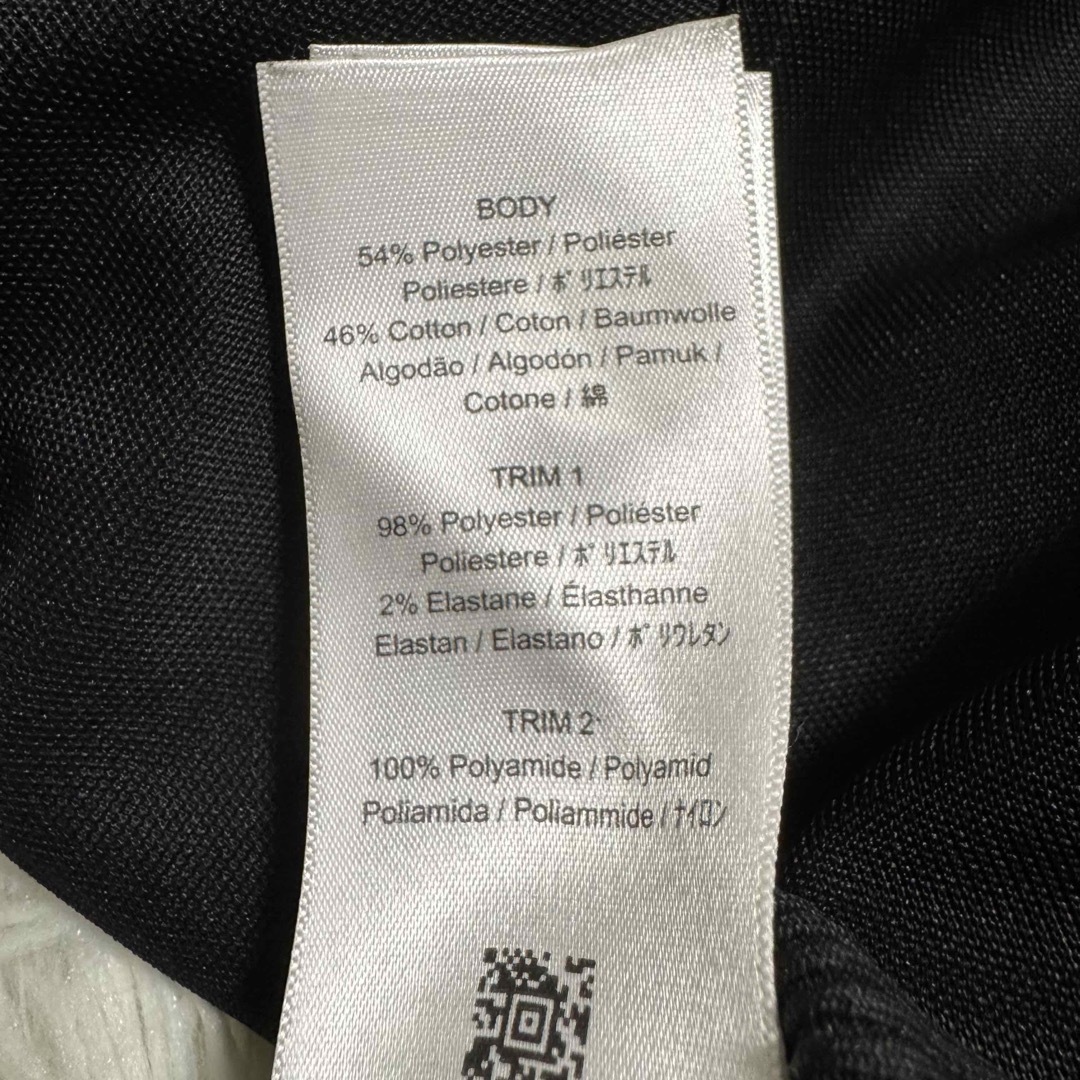 BODY
54% Polyester / Poliéster
Poliestere / ポリエステル
46% Cotton / Coton / Baumwolle
Algodão / Algodón / Pamuk /
Cotone / 綿
TRIM 1
98% Polyester / Poliéster
Poliestere / ポリエステル
2% Elastane / Élasthanne
Elastan / Elastano / ポリウレタン
TRIM 2
100% Polyamide / Polyamid
Poliamida / Poliammide / ナイロン